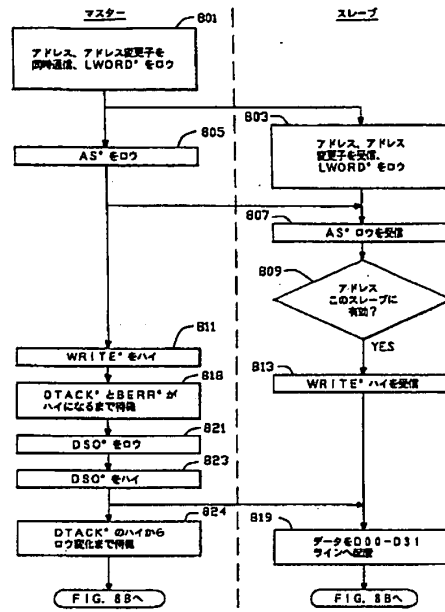 マスター
スレーブ
801
アドレス、アドレス変更子を
同時通信、LWORD*をロウ
803
アドレス、アドレス
変更子を受信、
LWORD*をロウ
805
AS*をロウ
807
AS*ロウを受信
809
アドレス
このスレーブに
有効?
YES
811
WRITE*をハイ
813
WRITE*ハイを受信
818
DTACK*とBERR*が
ハイになるまで待機
821
DSO*をロウ
823
DSO*をハイ
824
DTACK*のハイから
ロウ変化まで待機
819
データをD00-D31
ラインへ配置
FIG. 8Bへ
FIG. 8Bへ